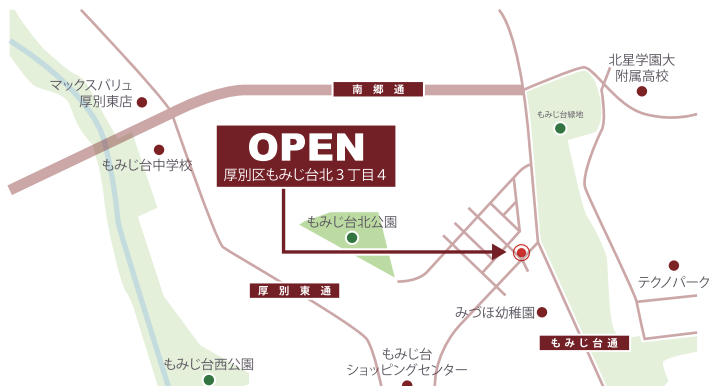 北星学園大
附属高校
マックスバリュ
厚別東店
南郷通
もみじ台緑地
OPEN
厚別区もみじ台北３丁目４
もみじ台中学校
もみじ台北公園
テクノパーク
厚別東通
みづほ幼稚園
もみじ台通
もみじ台
ショッピングセンター
もみじ台西公園